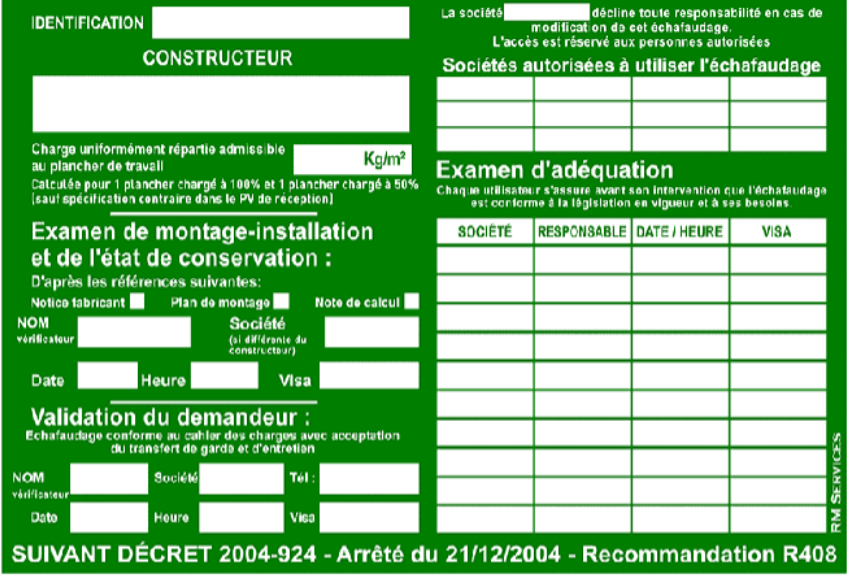 IDENTIFICATION
CONSTRUCTEUR
Charge uniformément répartie admissible
au plancher de travail
Kg/m²
Calculée pour 1 plancher chargé à 100% et 1 plancher chargé à 50%
(sauf spécification contraire dans le PV de réception)
Examen de montage-installation
et de l'état de conservation :
D'après les références suivantes:
Notice fabricant Plan de montage Note de calcul
NOM Société
vérificateur (si différente du
constructeur)
Date Heure Visa
Validation du demandeur :
Echafaudage conforme au cahier des charges avec acceptation
du transfert de garde et d'entretien
NOM Société Tél :
vérificateur
Date Heure Visa
La société décline toute responsabilité en cas de
modification de cet échafaudage.
L'accès est réservé aux personnes autorisées
Sociétés autorisées à utiliser l'échafaudage
Examen d'adéquation
Chaque utilisateur s'assure avant son intervention que l'échafaudage
est conforme à la législation en vigueur et à ses besoins.
SOCIÉTÉ RESPONSABLE DATE / HEURE VISA
RM SERVICES
SUIVANT DÉCRET 2004-924 - Arrêté du 21/12/2004 - Recommandation R408